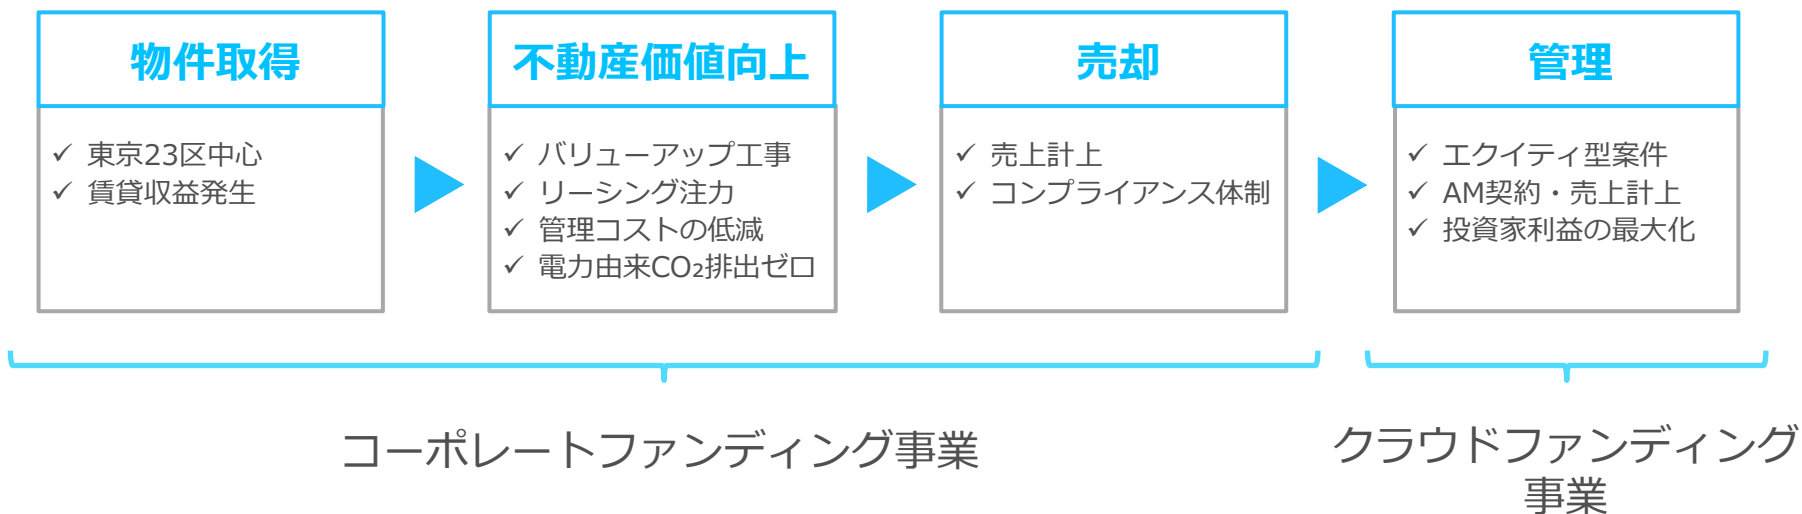 物件取得
✓ 東京23区中心
✓ 賃貸収益発生
不動産価値向上
✓ バリューアップ工事
✓ リーシング注力
✓ 管理コストの低減
✓ 電力由来CO₂排出ゼロ
売却
✓ 売上計上
✓ コンプライアンス体制
管理
✓ エクイティ型案件
✓ AM契約・売上計上
✓ 投資家利益の最大化
コーポレートファンディング事業
クラウドファンディング
事業